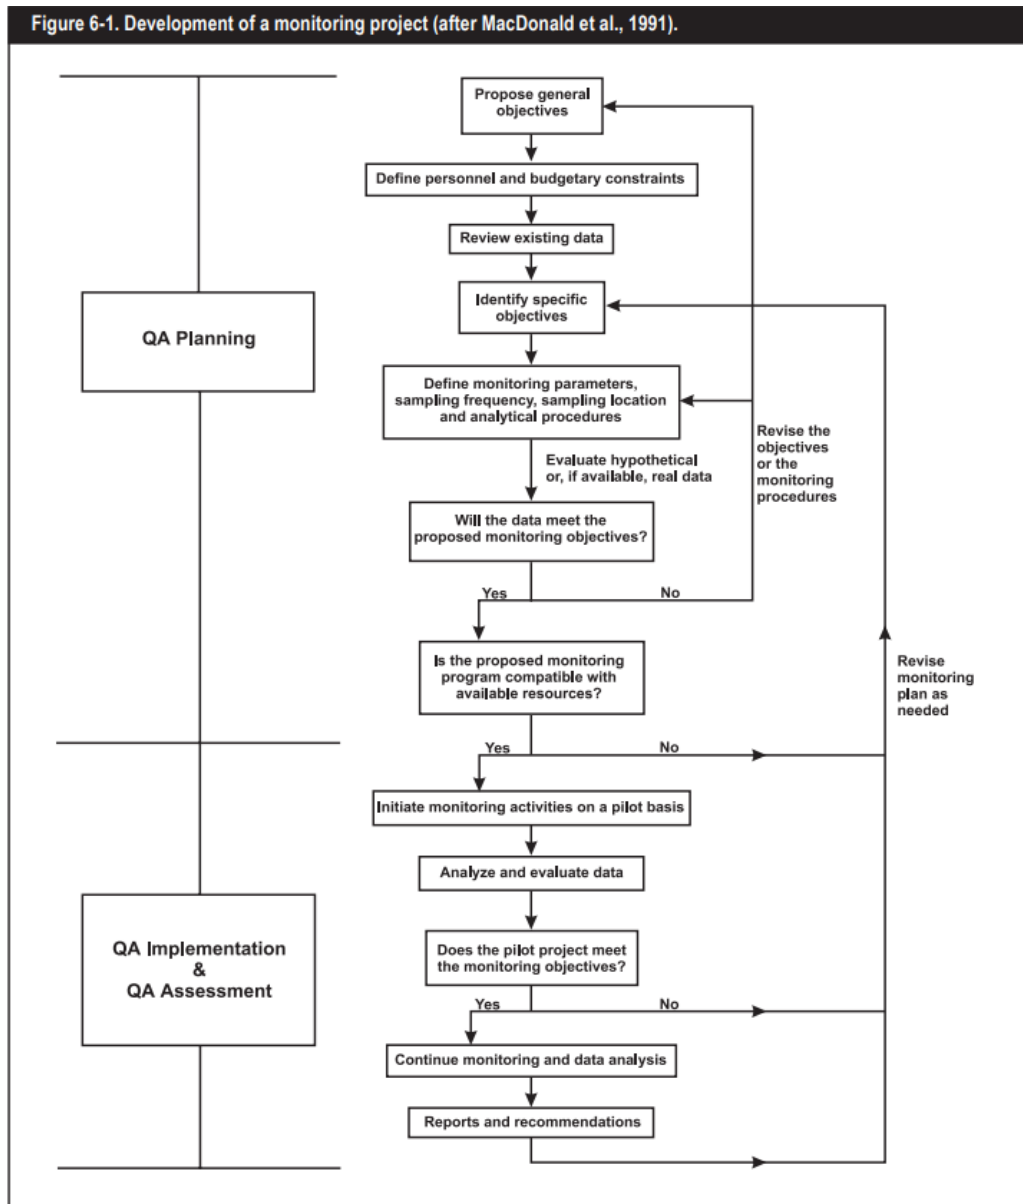 Figure 6-1. Development of a monitoring project (after MacDonald et al., 1991).
Propose general
objectives
Define personnel and budgetary constraints
Review existing data
Identify specific
objectives
QA Planning
Define monitoring parameters,
sampling frequency, sampling location
and analytical procedures
Revise the
objectives
or the
monitoring
procedures
Evaluate hypothetical
or, if available, real data
Will the data meet the
proposed monitoring objectives?
Yes
No
Is the proposed monitoring
program compatible with
available resources?
Revise
monitoring
plan as
needed
Yes
No
Initiate monitoring activities on a pilot basis
Analyze and evaluate data
QA Implementation
&
QA Assessment
Does the pilot project meet
the monitoring objectives?
Yes
No
Continue monitoring and data analysis
Reports and recommendations